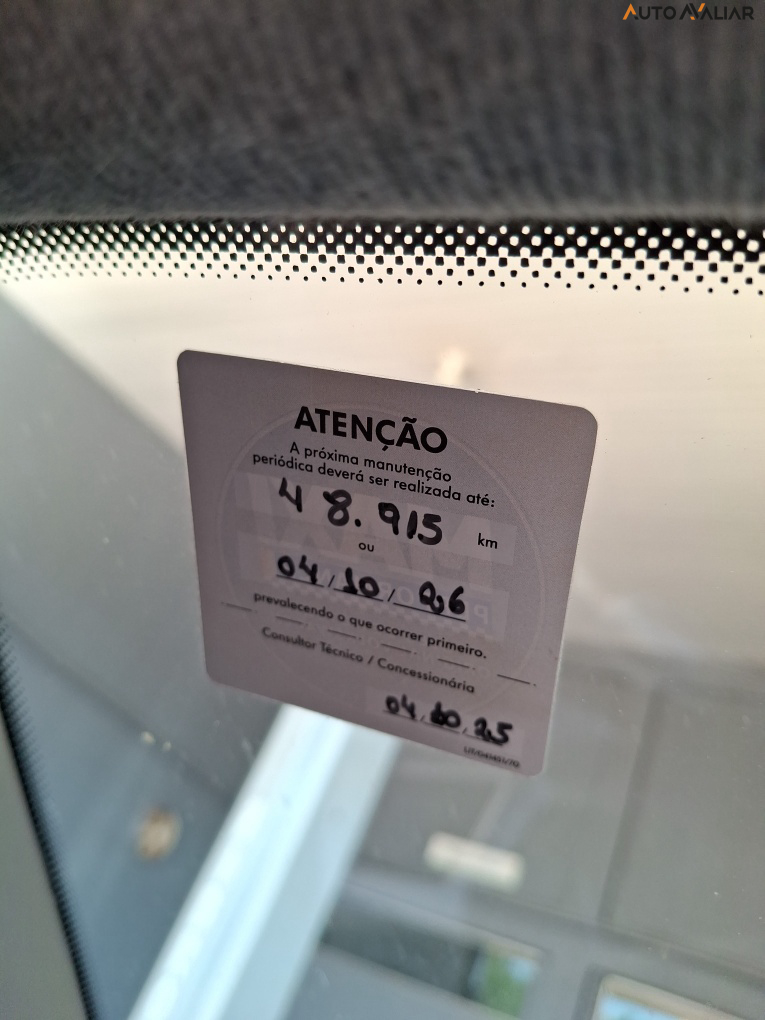 AUTO AVALIAR
ATENÇÃO
A próxima manutenção
periódica deverá ser realizada até:
48.915 km
ou
04/10/26
prevalecendo o que ocorrer primeiro.
Consultor Técnico / Concessionária
04/10/25